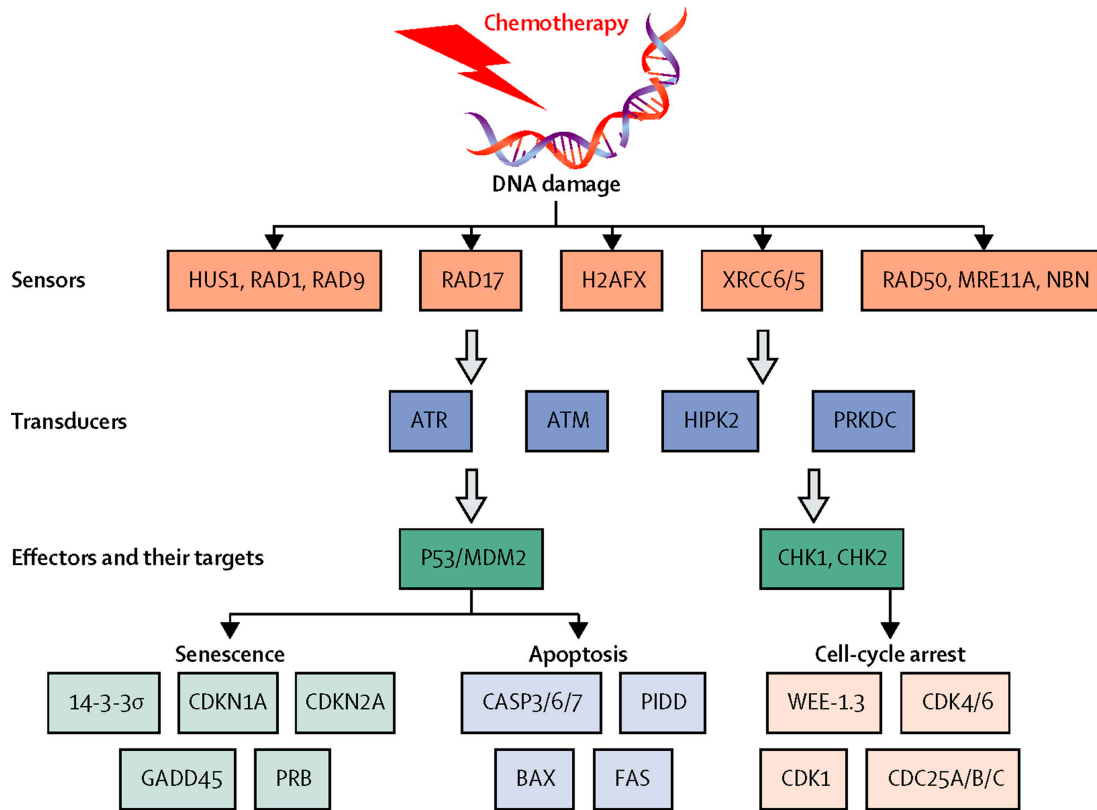 Chemotherapy
DNA damage
Sensors
HUS1, RAD1, RAD9
RAD17
H2AFX
XRCC6/5
RAD50, MRE11A, NBN
Transducers
ATR
ATM
HIPK2
PRKDC
Effectors and their targets
P53/MDM2
CHK1, CHK2
Senescence
Apoptosis
Cell-cycle arrest
14-3-3σ
CDKN1A
CDKN2A
CASP3/6/7
PIDD
WEE-1.3
CDK4/6
GADD45
PRB
BAX
FAS
CDK1
CDC25A/B/C